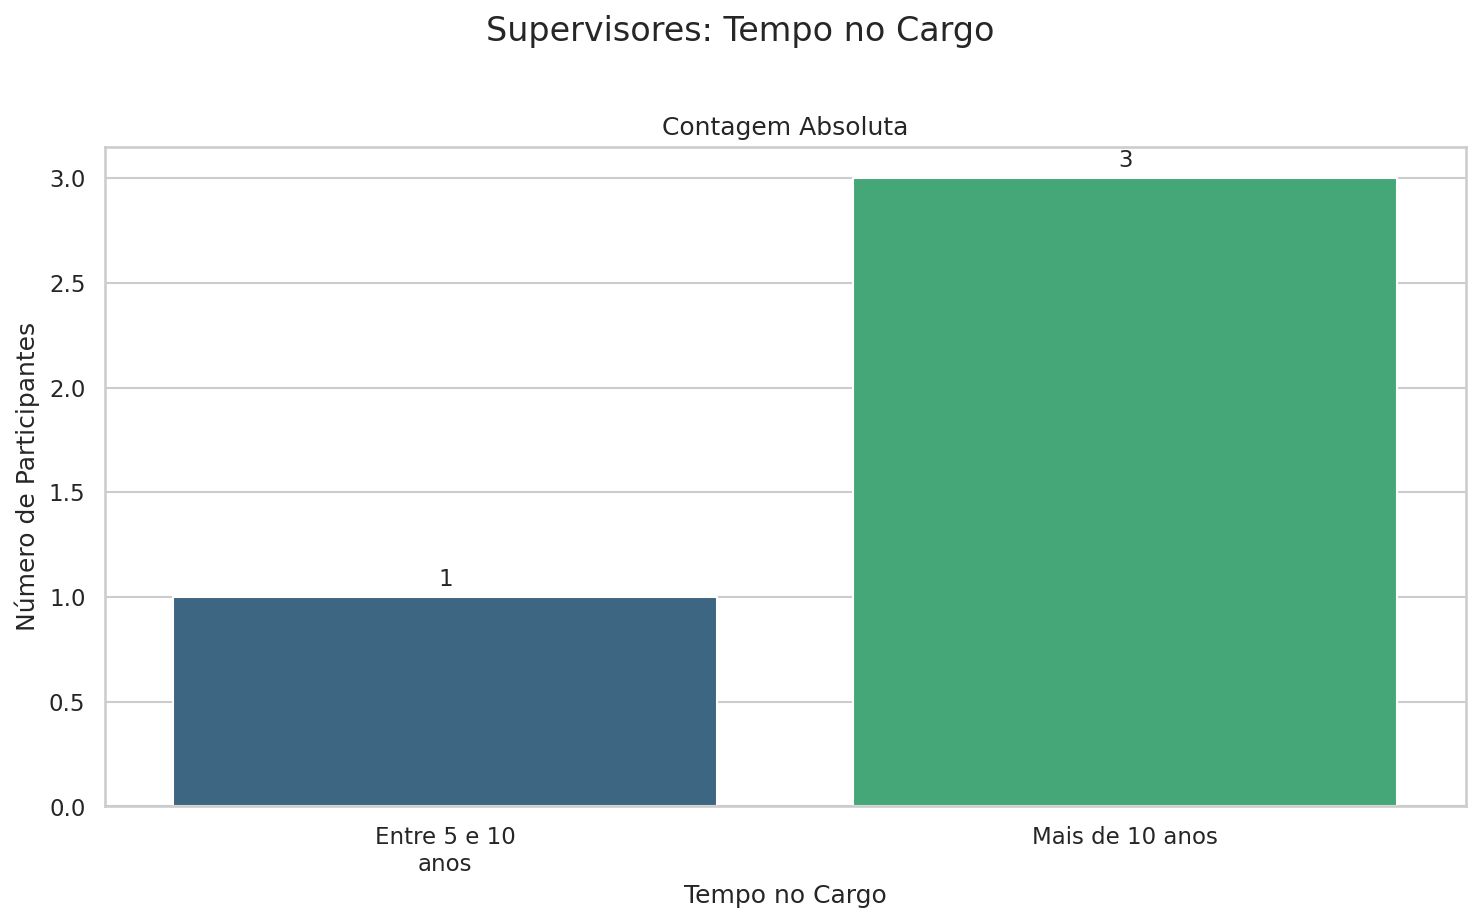 Supervisores: Tempo no Cargo
Contagem Absoluta
Número de Participantes
3.0
2.5
2.0
1.5
1.0
0.5
0.0
1
3
Entre 5 e 10
anos
Mais de 10 anos
Tempo no Cargo